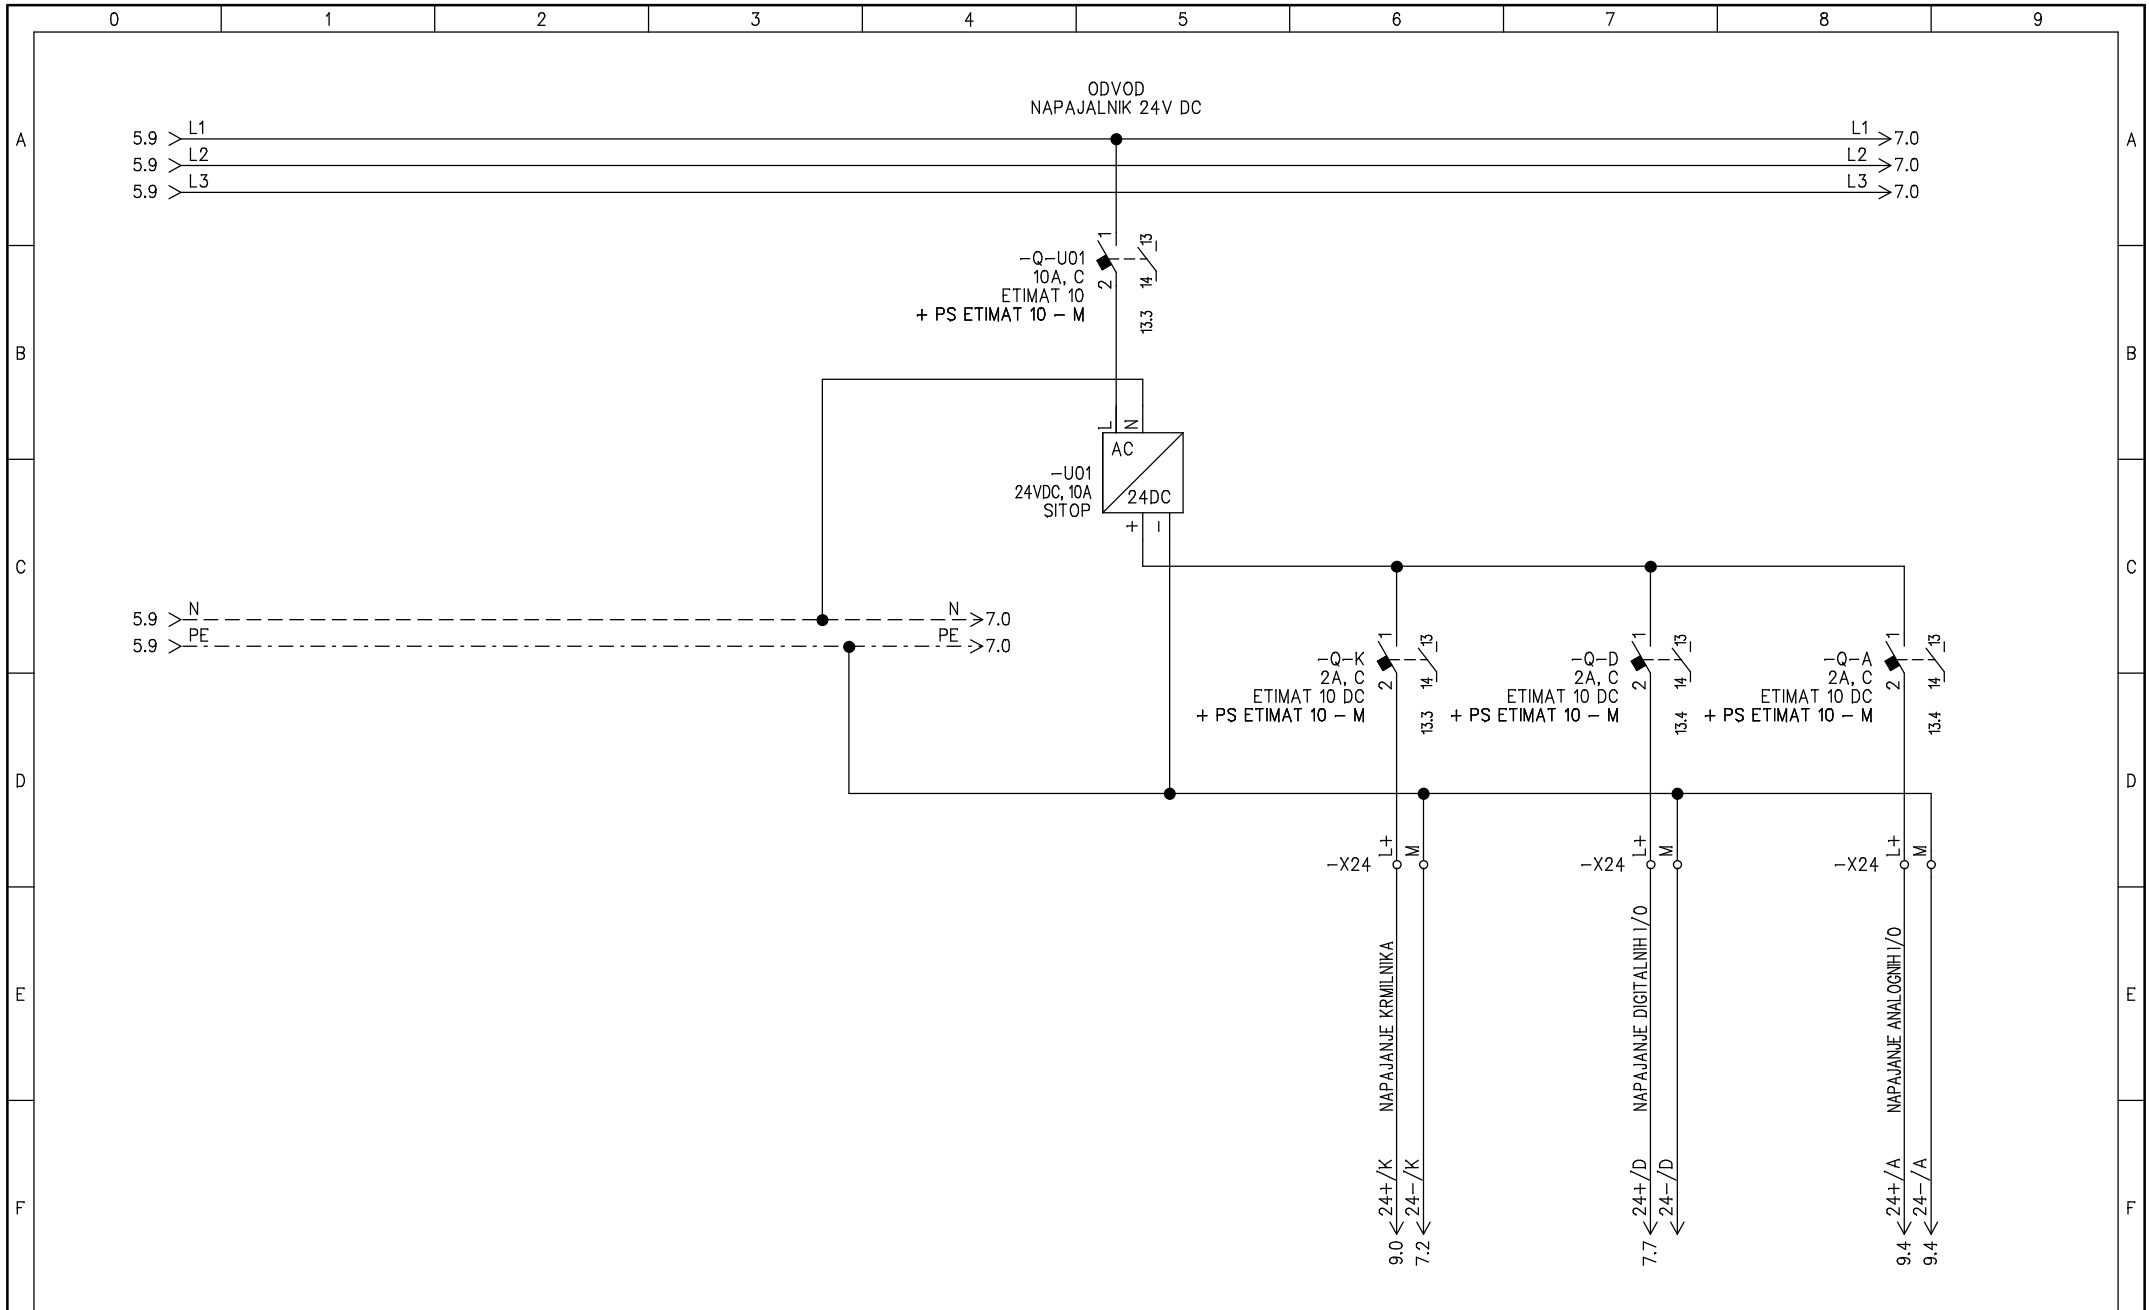 0 1 2 3 4 5 6 7 8 9
ODVOD
NAPAJALNIK 24V DC
A A
5.9 L1 L1 7.0
5.9 L2 L2 7.0
5.9 L3 L3 7.0
1 13
-Q-U01
10A, C
ETIMAT 10
+ PS ETIMAT 10 - M
2 14
13.3
B B
L N
AC
24DC
-U01
24VDC, 10A
SITOP
+ -
C C
5.9 N N 7.0
5.9 PE PE 7.0
1 13
-Q-K
2A, C
ETIMAT 10 DC
+ PS ETIMAT 10 - M
2 14
13.3
1 13
-Q-D
2A, C
ETIMAT 10 DC
+ PS ETIMAT 10 - M
2 14
13.4
1 13
-Q-A
2A, C
ETIMAT 10 DC
+ PS ETIMAT 10 - M
2 14
13.4
D D
-X24 L+ M
-X24 L+ M
-X24 L+ M
E E
NAPAJANJE KRMILNIKA
NAPAJANJE DIGITALNIH I/O
NAPAJANJE ANALOGNIH I/O
F F
24+/K
24-/K
24+/D
24-/D
24+/A
24-/A
9.0
7.2
7.7
9.4
9.4